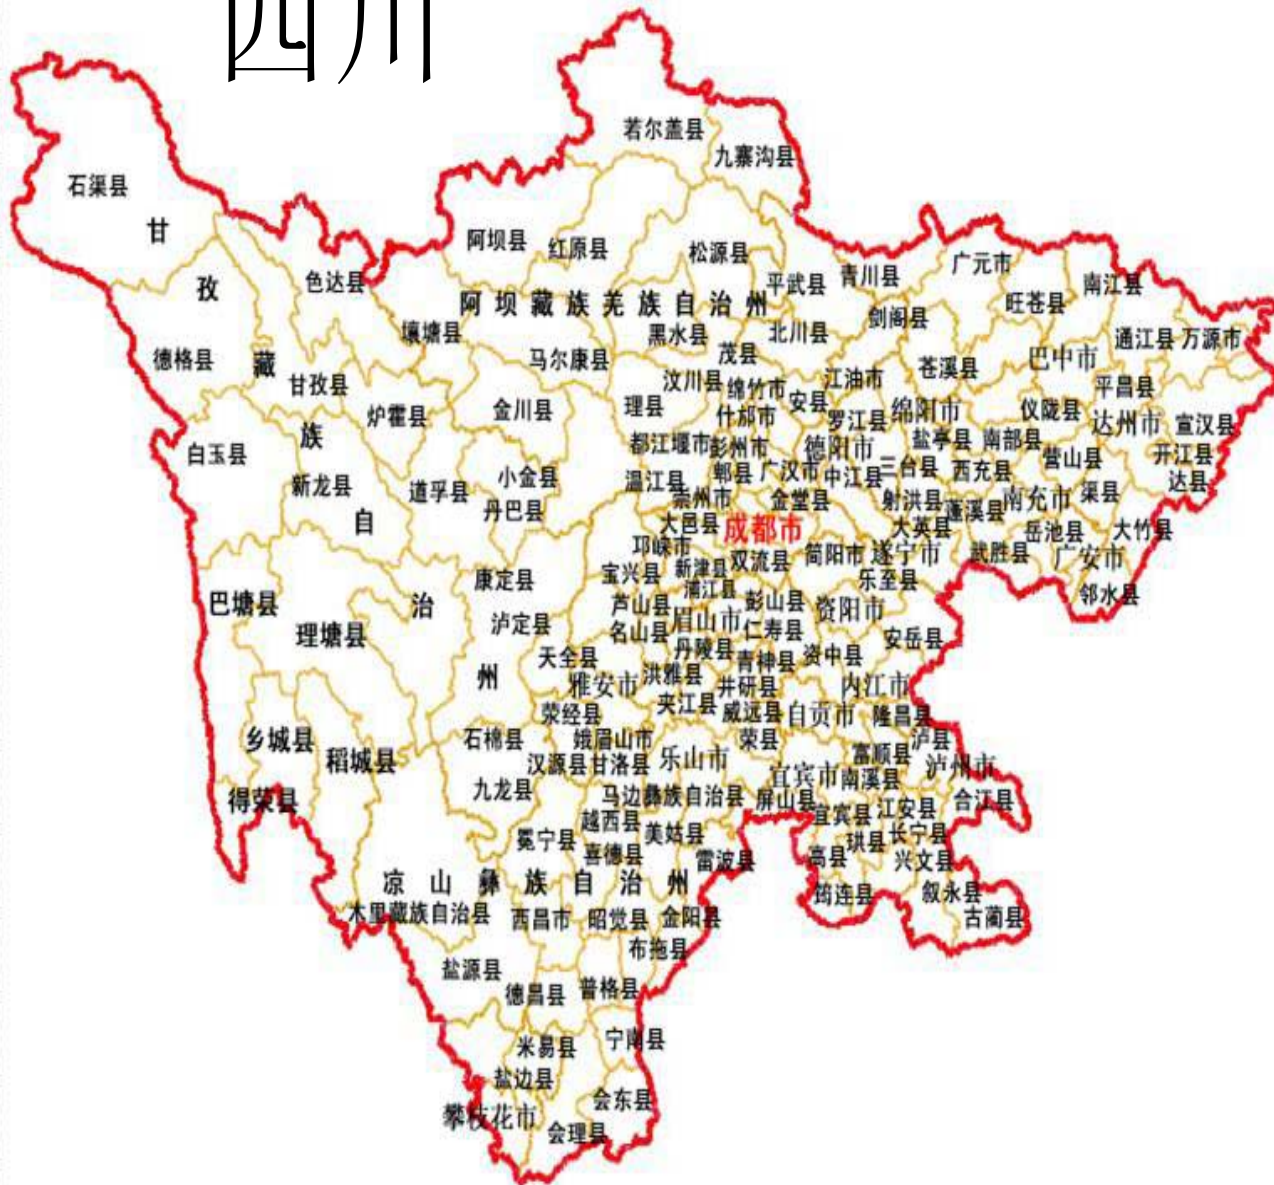 四川
若尔盖县
九寨沟县
石渠县
甘
阿坝县 红原县 松源县
孜
色达县
平武县 青川县 广元市 南江县
阿坝藏族羌族自治州
旺苍县
壤塘县 黑水县 北川县 剑阁县
通江县 万源市
德格县 藏 马尔康县 茂县 苍溪县 巴中市
甘孜县 汶川县 绵竹市 江油市 平昌县
炉霍县 金川县 理县 什邡市 安县 罗江县 绵阳市 仪陇县 达州市 宣汉县
族
白玉县 都江堰市 彭州市 德阳市 盐亭县 南部县 营山县 开江县
新龙县 道孚县 小金县 温江县 郫县 广汉市 中江县 三台县 西充县 达县
自 丹巴县 崇州市 金堂县 射洪县 蓬溪县 南充市 渠县
大邑县 成都市 大英县 岳池县 大竹县
邛崃市 双流县 简阳市 遂宁市 武胜县 广安市
康定县 宝兴县 新津县 乐至县
巴塘县 治 芦山县 蒲江县 彭山县 资阳市 邻水县
理塘县 泸定县 名山县 眉山市 仁寿县 安岳县
天全县 丹陵县 青神县 资中县
州 雅安市 洪雅县 井研县 内江市
荥经县 夹江县 威远县 自贡市 隆昌县
乡城县 石棉县 娥眉山市 荣县 泸县
稻城县 汉源县 甘洛县 乐山市 富顺县 泸州市
九龙县 宜宾市 南溪县
得荣县 马边彝族自治县 屏山县 宜宾县 江安县 合江县
越西县 美姑县 长宁县
冕宁县 喜德县 雷波县 高县 珙县 兴文县
凉山彝族自治州
筠连县 叙永县
木里藏族自治县 西昌市 昭觉县 金阳县 古蔺县
布拖县
盐源县
德昌县 普格县
米易县 宁南县
盐边县
攀枝花市 会东县
会理县